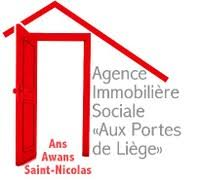 Agence
Immobilière
Sociale
«Aux Portes
de Liège»
Ans
Awans
Saint-Nicolas